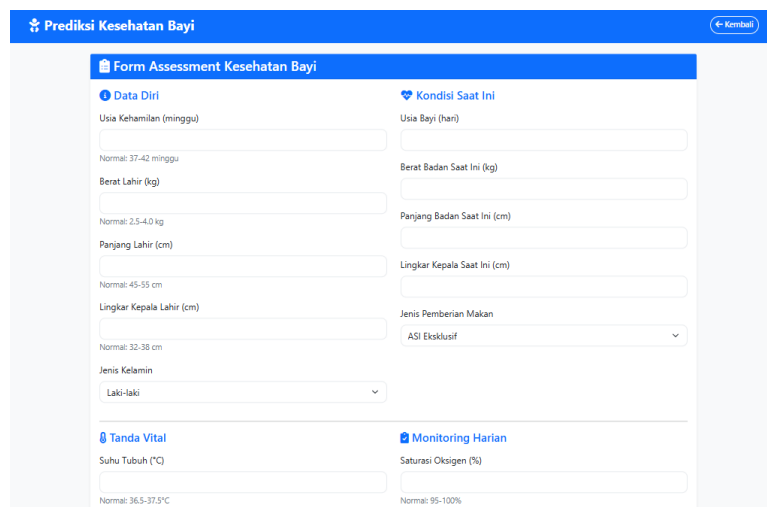 Prediksi Kesehatan Bayi
← Kembali
Form Assessment Kesehatan Bayi
Data Diri
Usia Kehamilan (minggu)
Normal: 37-42 minggu
Berat Lahir (kg)
Normal: 2.5-4.0 kg
Panjang Lahir (cm)
Normal: 45-55 cm
Lingkar Kepala Lahir (cm)
Normal: 32-38 cm
Jenis Kelamin
Laki-laki
Kondisi Saat Ini
Usia Bayi (hari)
Berat Badan Saat Ini (kg)
Panjang Badan Saat Ini (cm)
Lingkar Kepala Saat Ini (cm)
Jenis Pemberian Makan
ASI Eksklusif
Tanda Vital
Suhu Tubuh (°C)
Normal: 36.5-37.5°C
Monitoring Harian
Saturasi Oksigen (%)
Normal: 95-100%